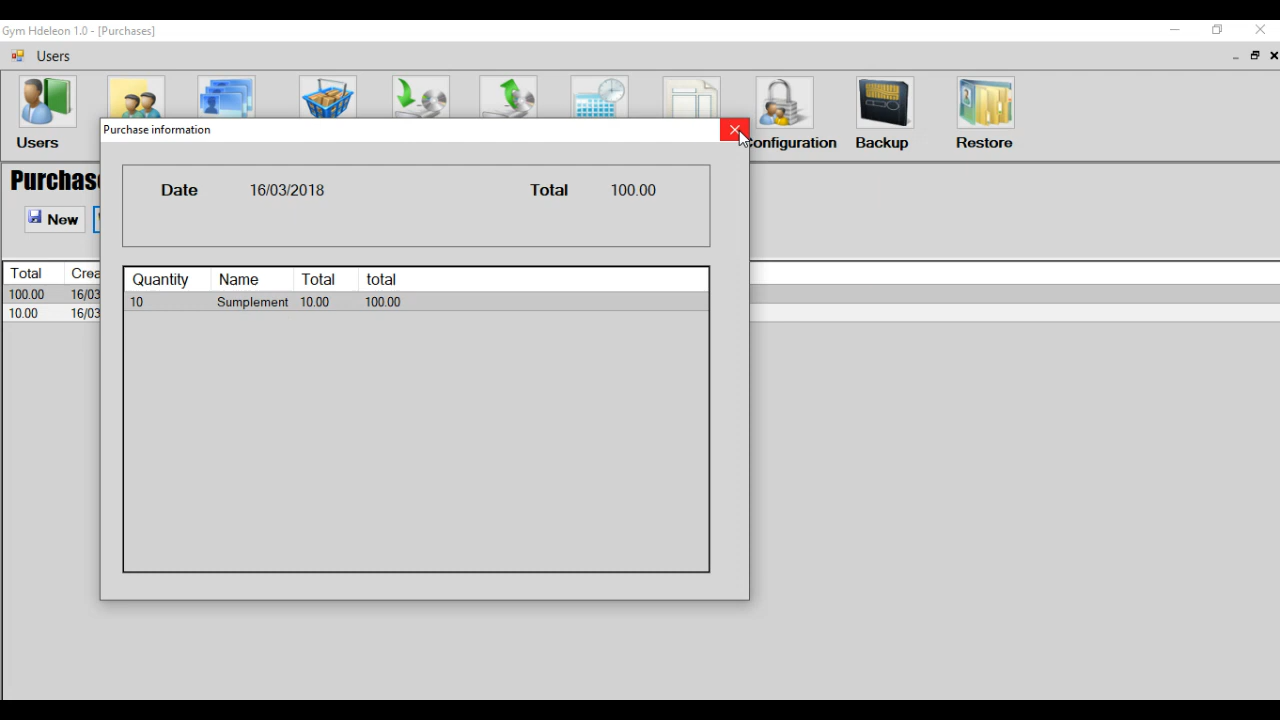 Gym Hdeleon 1.0 - [Purchases]
Users
Users
Configuration
Backup
Restore
Purchase information
Purchas
Date 16/03/2018 Total 100.00
New
Total Crea
100.00 16/03
10.00 16/03
Quantity Name Total total
10 Sumplement 10.00 100.00